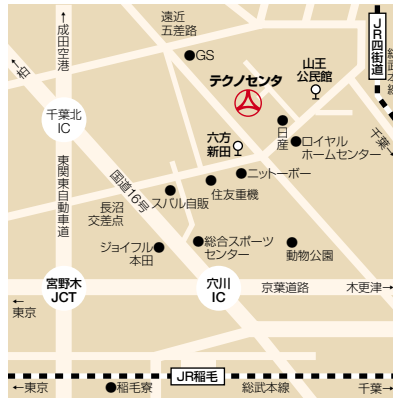 ↑成田空港
遠近
五差路
GS
テクノセンタ
山王
公民館
JR四街道
総武本線
←柏
千葉北
IC
日産
ロイヤル
ホームセンター
千葉→
六方
新田
ニットーボー
国道16号
住友重機
スバル自販
東関東自動車道
長沼
交差点
ジョイフル
本田
総合スポーツ
センター
動物公園
宮野木
JCT
穴川
IC
京葉道路
木更津→
←
東京
JR稲毛
←東京
稲毛寮
総武本線
千葉→